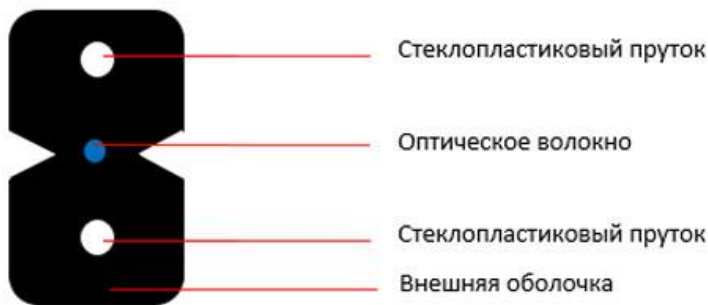 Стеклопластиковый пруток
Оптическое волокно
Стеклопластиковый пруток
Внешняя оболочка